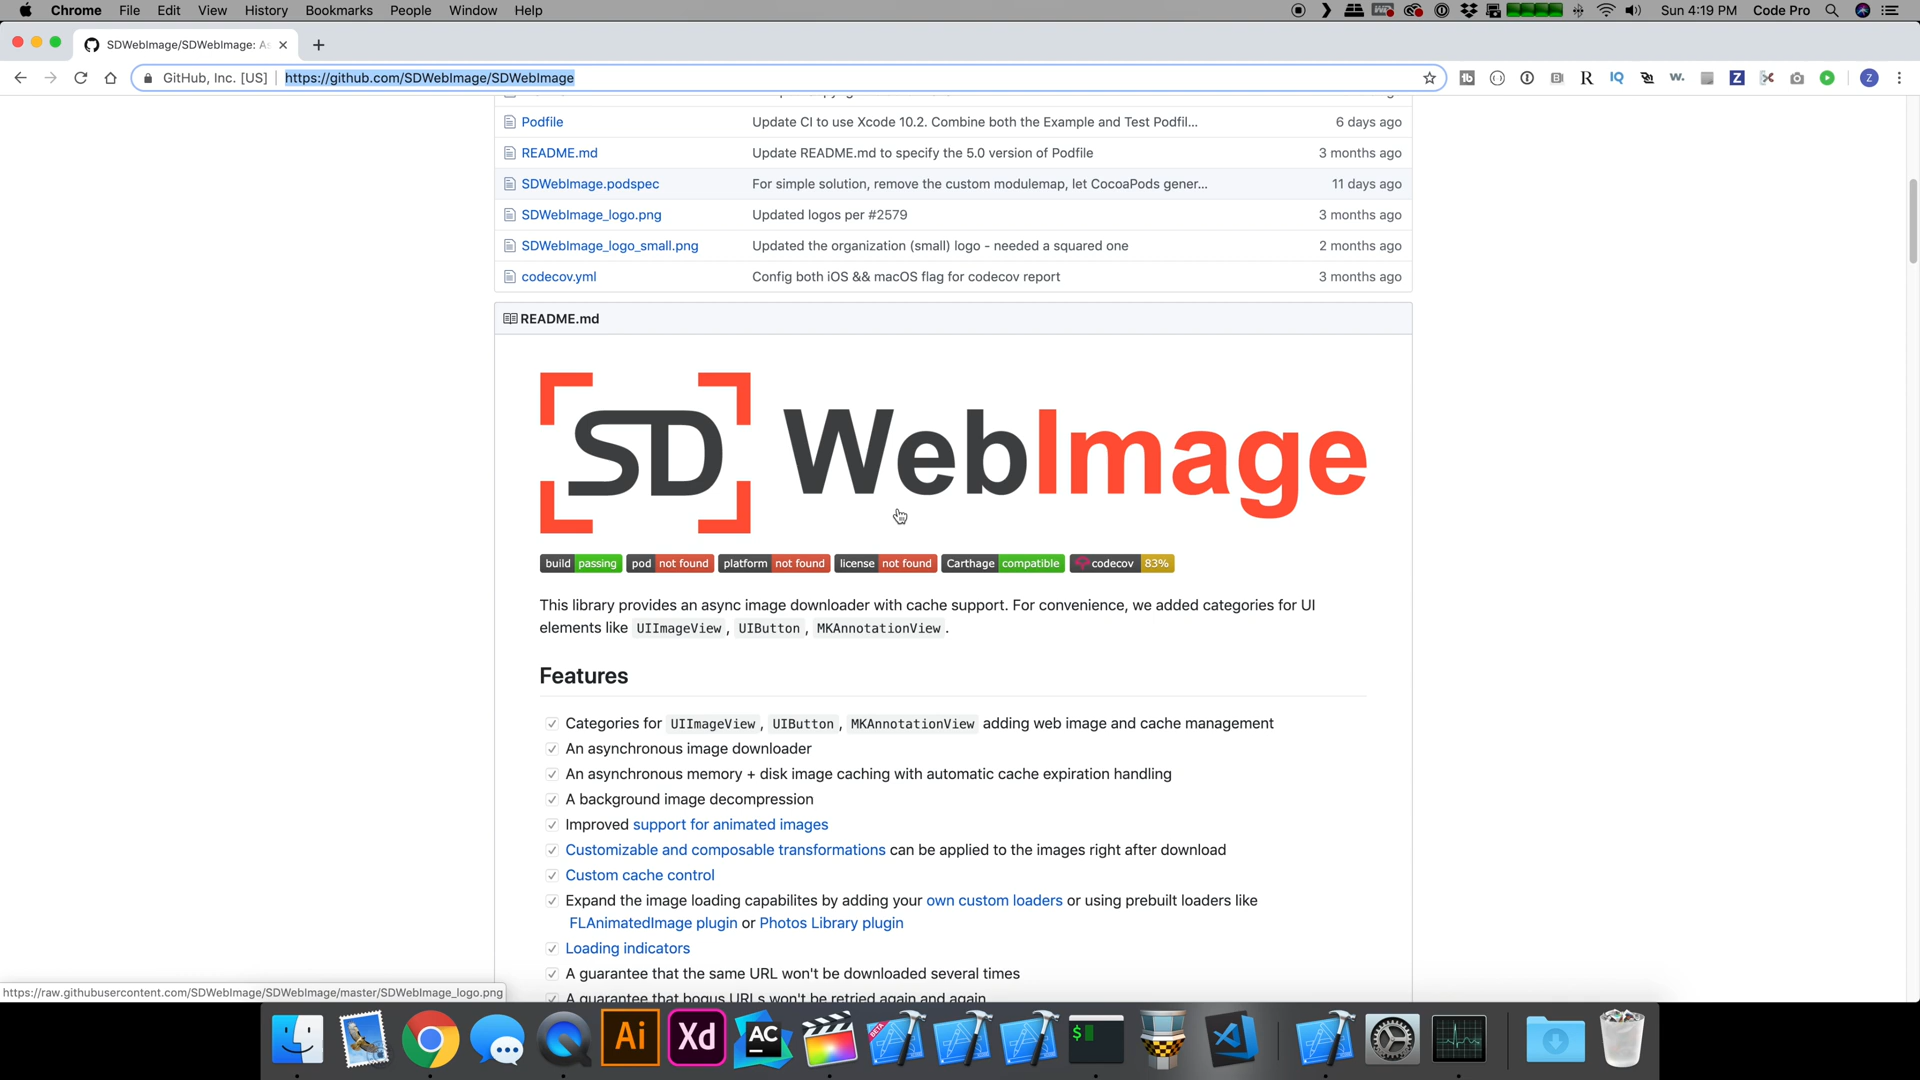 Chrome File Edit View History Bookmarks People Window Help
Sun 4:19 PM Code Pro
SDWebImage/SDWebImage: As
GitHub, Inc. [US] | https://github.com/SDWebImage/SDWebImage
Podfile Update CI to use Xcode 10.2. Combine both the Example and Test Podfil... 6 days ago
README.md Update README.md to specify the 5.0 version of Podfile 3 months ago
SDWebImage.podspec For simple solution, remove the custom modulemap, let CocoaPods gener... 11 days ago
SDWebImage_logo.png Updated logos per #2579 3 months ago
SDWebImage_logo_small.png Updated the organization (small) logo - needed a squared one 2 months ago
codecov.yml Config both iOS && macOS flag for codecov report 3 months ago
README.md
SD WebImage
build passing pod not found platform not found license not found Carthage compatible codecov 83%
This library provides an async image downloader with cache support. For convenience, we added categories for UI
elements like UIImageView, UIButton, MKAnnotationView.
Features
Categories for UIImageView, UIButton, MKAnnotationView adding web image and cache management
An asynchronous image downloader
An asynchronous memory + disk image caching with automatic cache expiration handling
A background image decompression
Improved support for animated images
Customizable and composable transformations can be applied to the images right after download
Custom cache control
Expand the image loading capabilites by adding your own custom loaders or using prebuilt loaders like
FLAnimatedImage plugin or Photos Library plugin
Loading indicators
A guarantee that the same URL won't be downloaded several times
A guarantee that bogus URLs won't be retried again and again
https://raw.githubusercontent.com/SDWebImage/SDWebImage/master/SDWebImage_logo.png
Ai Xd AC